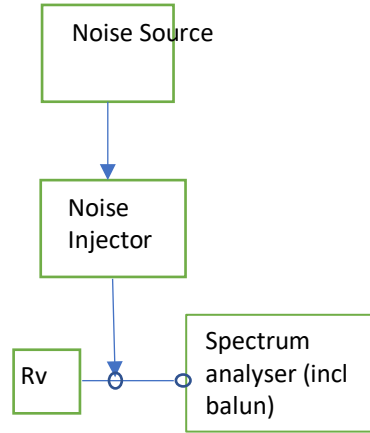 Noise Source
Noise
Injector
Rv
Spectrum
analyser (incl
balun)